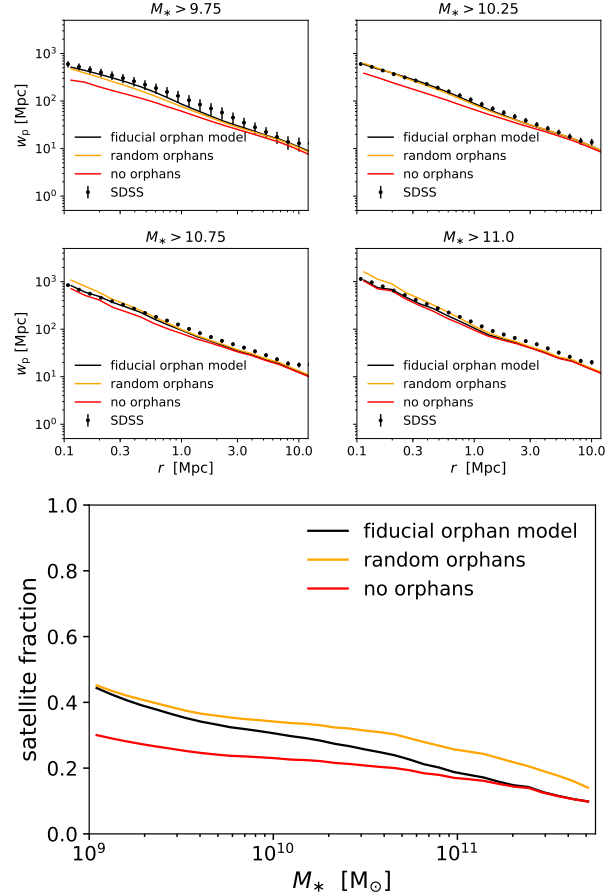 M∗ > 9.75
M∗ > 10.25
10³
10²
10¹
10⁰
wₚ [Mpc]
fiducial orphan model
random orphans
no orphans
SDSS
fiducial orphan model
random orphans
no orphans
SDSS
M∗ > 10.75
M∗ > 11.0
10³
10²
10¹
10⁰
wₚ [Mpc]
fiducial orphan model
random orphans
no orphans
SDSS
fiducial orphan model
random orphans
no orphans
SDSS
0.1 0.3 1.0 3.0 10.0
0.1 0.3 1.0 3.0 10.0
r [Mpc]
r [Mpc]
1.0
0.8
0.6
0.4
0.2
0.0
satellite fraction
fiducial orphan model
random orphans
no orphans
10⁹ 10¹⁰ 10¹¹
M∗ [M⊙]